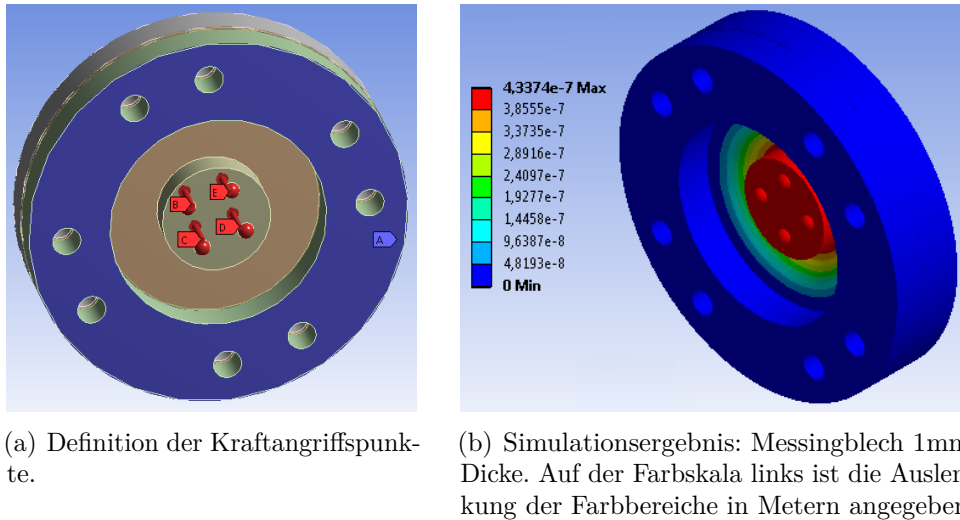 B
E
C
D
A
4,3374e-7 Max
3,8555e-7
3,3735e-7
2,8916e-7
2,4097e-7
1,9277e-7
1,4458e-7
9,6387e-8
4,8193e-8
0 Min
(a) Definition der Kraftangriffspunk-
te.
(b) Simulationsergebnis: Messingblech 1mm
Dicke. Auf der Farbskala links ist die Auslen
kung der Farbbereiche in Metern angegeben